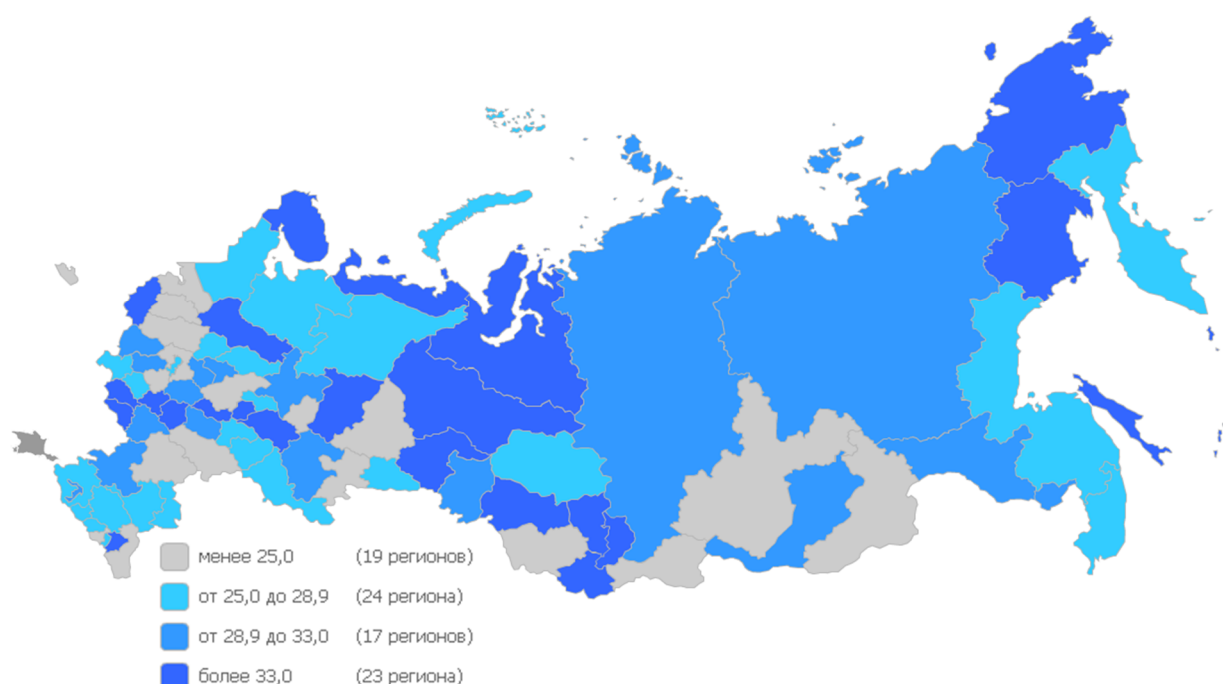 менее 25,0 (19 регионов)
от 25,0 до 28,9 (24 региона)
от 28,9 до 33,0 (17 регионов)
более 33,0 (23 региона)